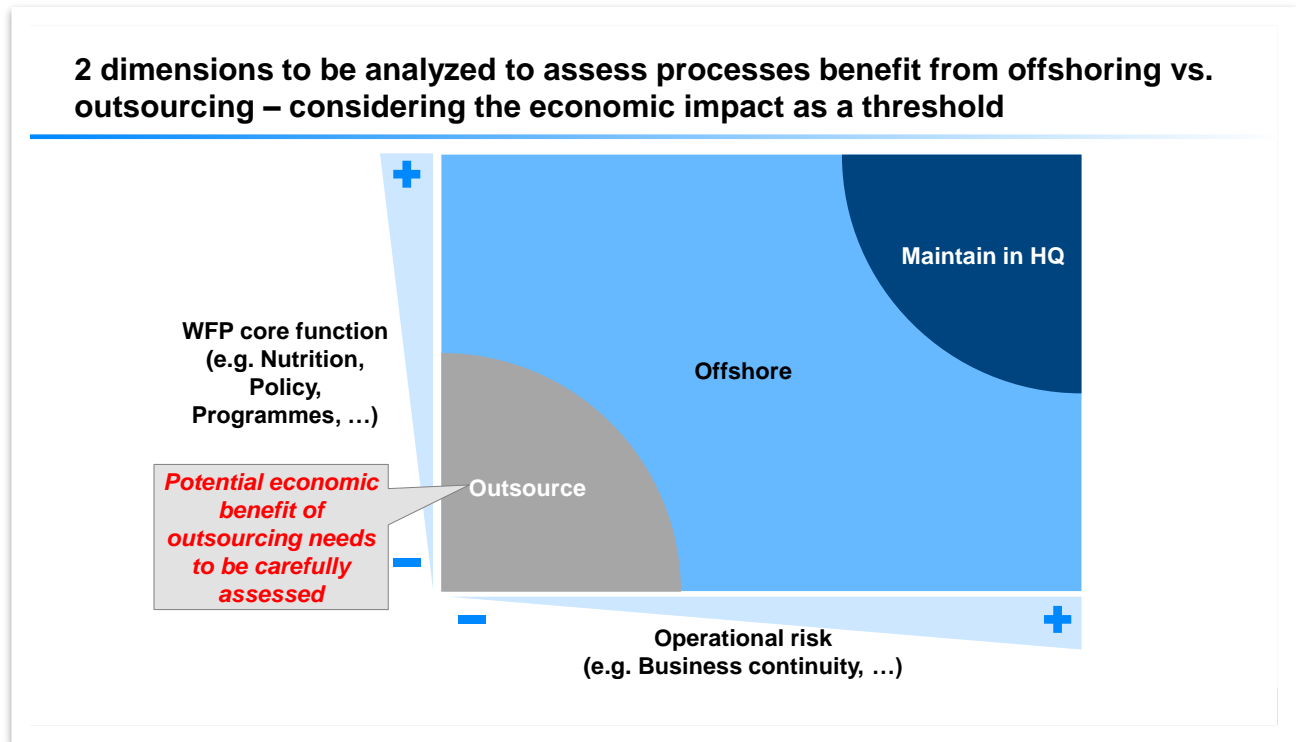 2 dimensions to be analyzed to assess processes benefit from offshoring vs.
outsourcing – considering the economic impact as a threshold
Maintain in HQ
WFP core function
(e.g. Nutrition,
Policy,
Programmes, …)
Offshore
Potential economic
benefit of
outsourcing needs
to be carefully
assessed
Outsource
Operational risk
(e.g. Business continuity, …)